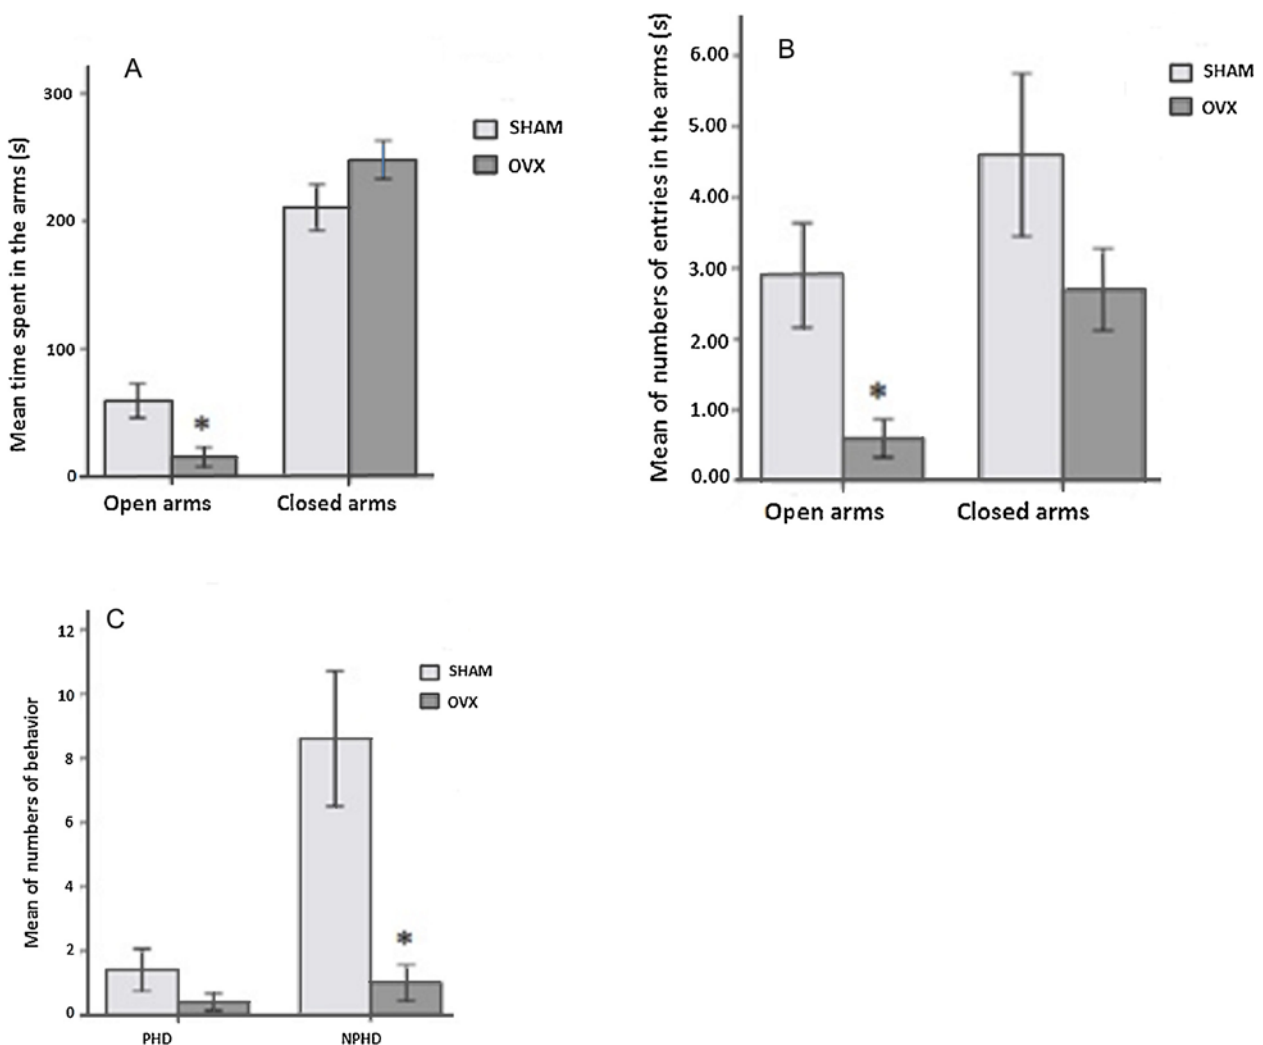 A
Mean time spent in the arms (s)
300
200
100
0
*
Open arms
Closed arms
SHAM
OVX
B
Mean of numbers of entries in the arms (s)
6.00
5.00
4.00
3.00
2.00
1.00
0.00
*
Open arms
Closed arms
SHAM
OVX
C
Mean of numbers of behavior
12
10
8
6
4
2
0
*
PHD
NPHD
SHAM
OVX